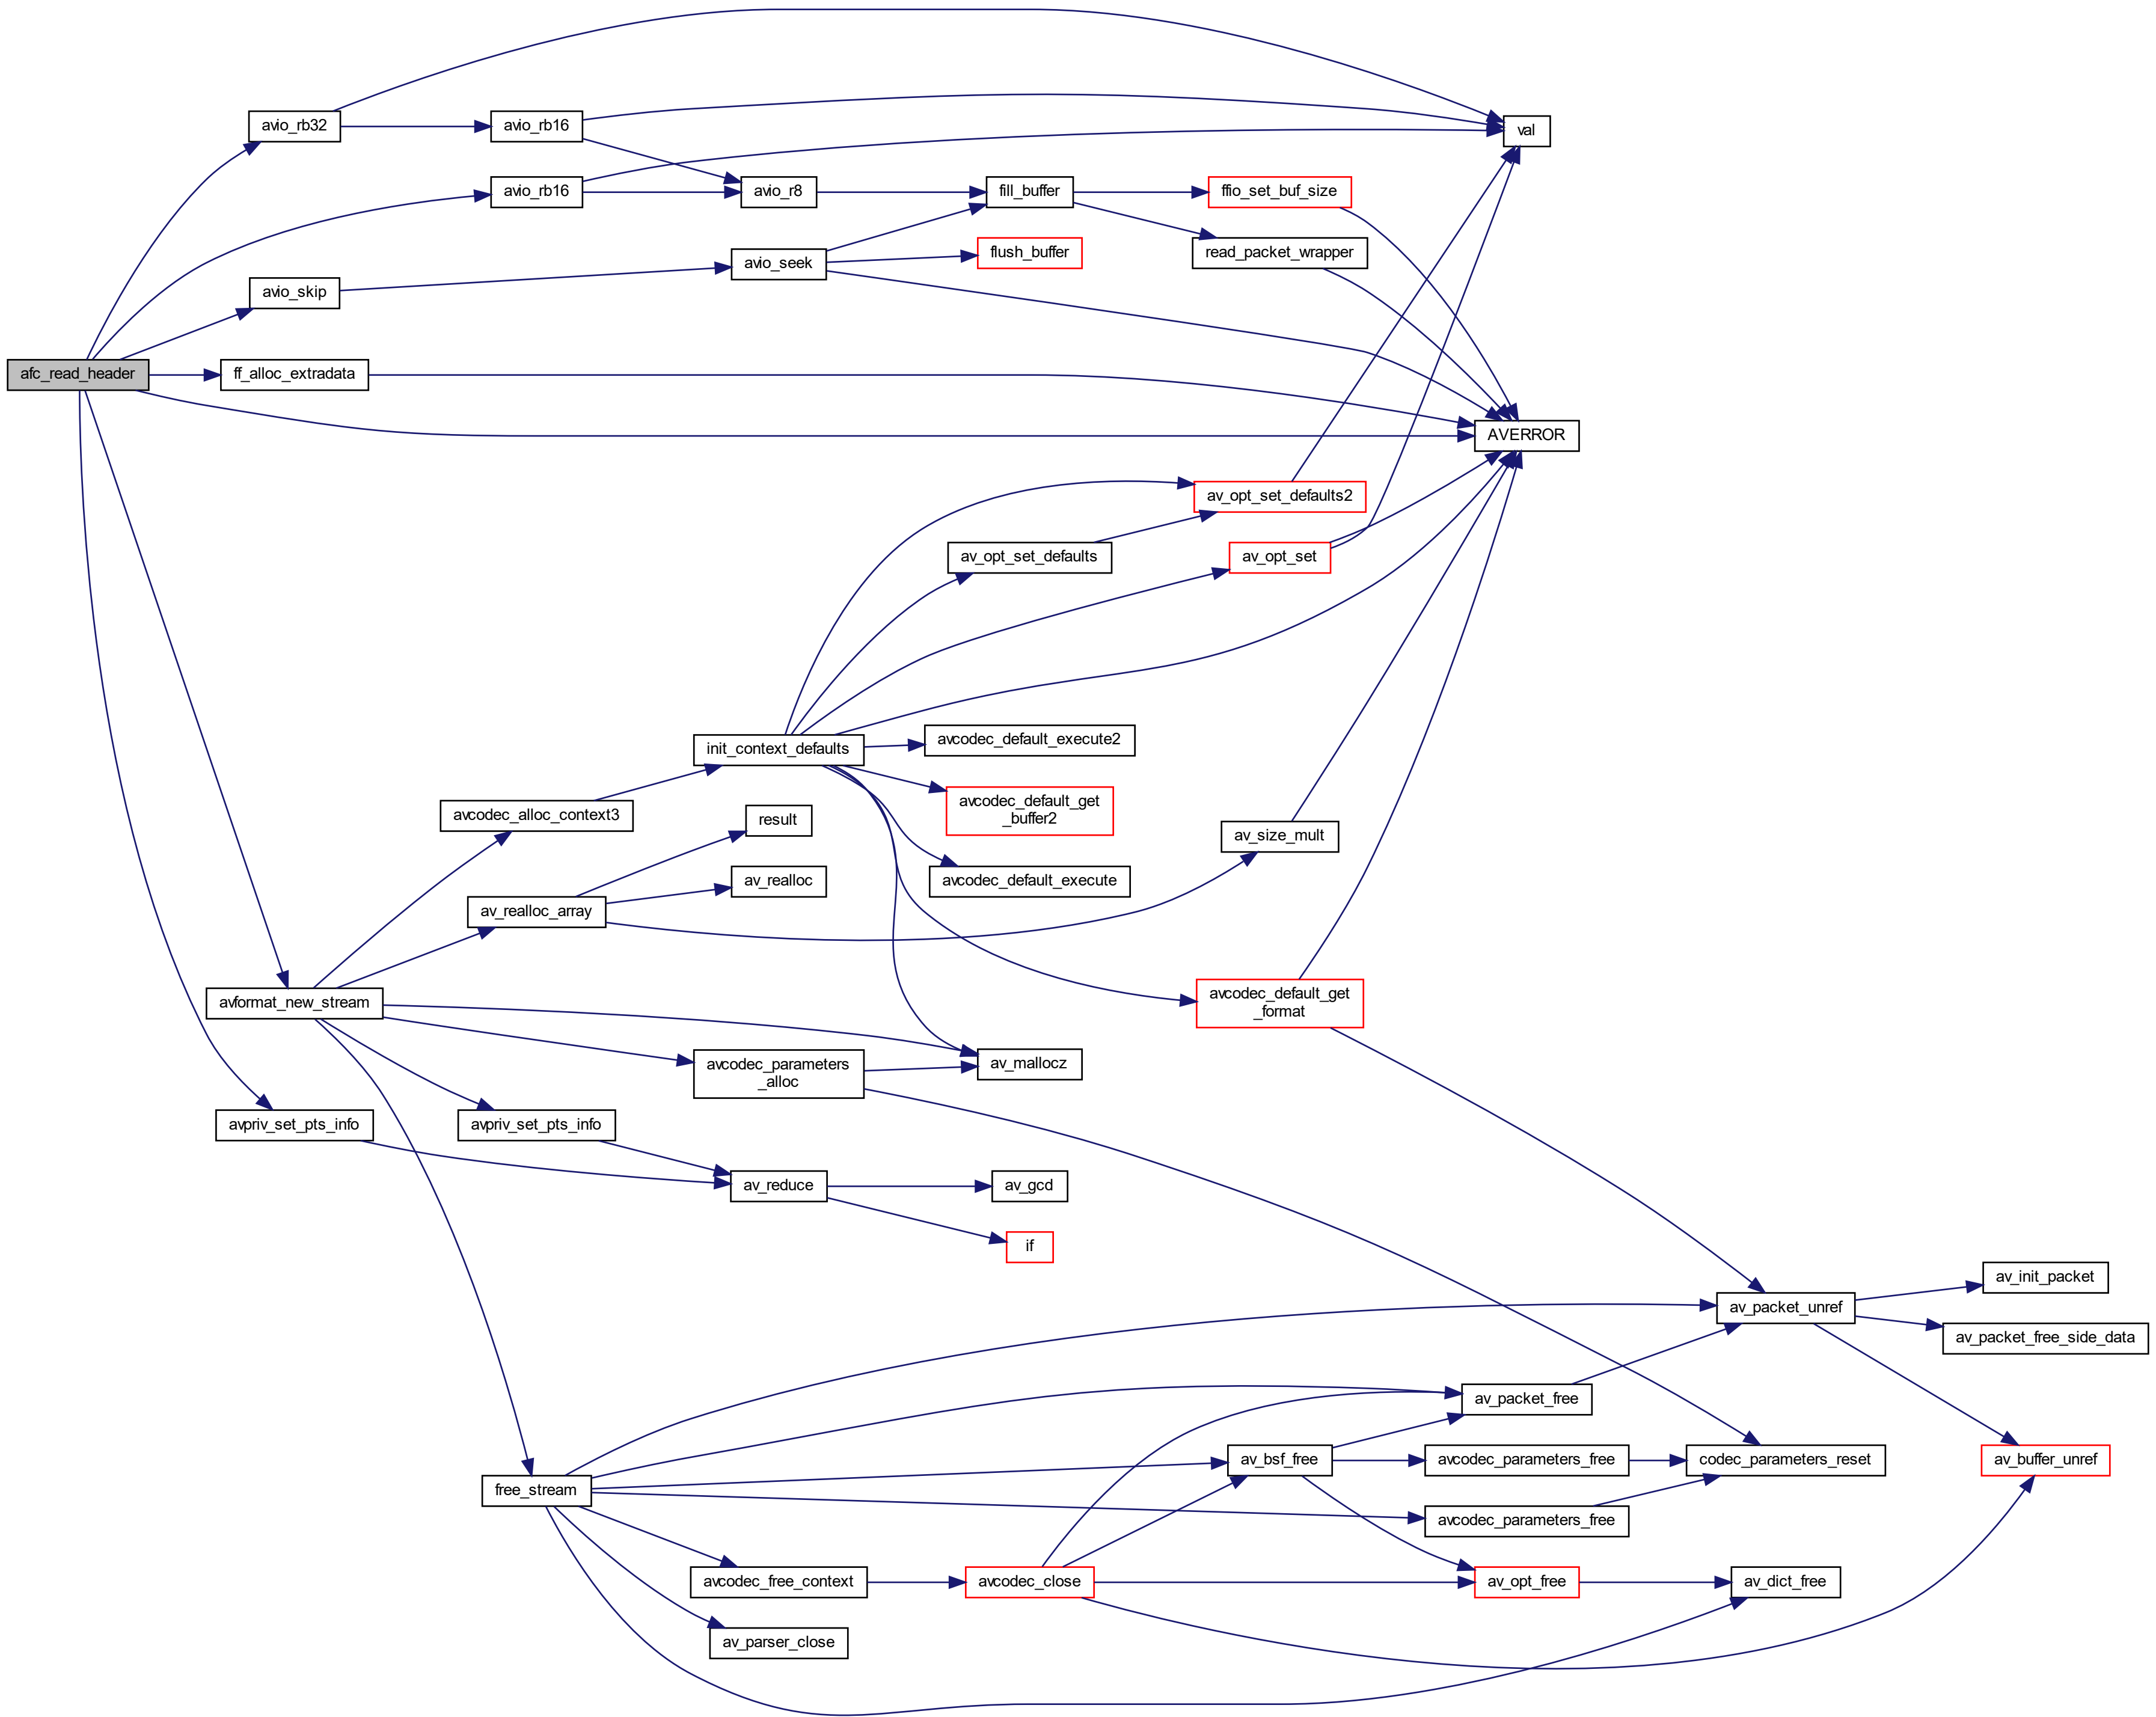 avio_rb32
avio_rb16
val
avio_rb16
avio_r8
fill_buffer
ffio_set_buf_size
avio_seek
flush_buffer
read_packet_wrapper
avio_skip
afc_read_header
ff_alloc_extradata
AVERROR
av_opt_set_defaults2
av_opt_set_defaults
av_opt_set
init_context_defaults
avcodec_default_execute2
avcodec_default_get
_buffer2
avcodec_alloc_context3
result
av_size_mult
av_realloc
avcodec_default_execute
av_realloc_array
avformat_new_stream
avcodec_default_get
_format
avcodec_parameters
_alloc
av_mallocz
avpriv_set_pts_info
avpriv_set_pts_info
av_reduce
av_gcd
if
av_init_packet
av_packet_unref
av_packet_free_side_data
av_packet_free
av_bsf_free
avcodec_parameters_free
codec_parameters_reset
av_buffer_unref
free_stream
avcodec_parameters_free
avcodec_free_context
avcodec_close
av_opt_free
av_dict_free
av_parser_close